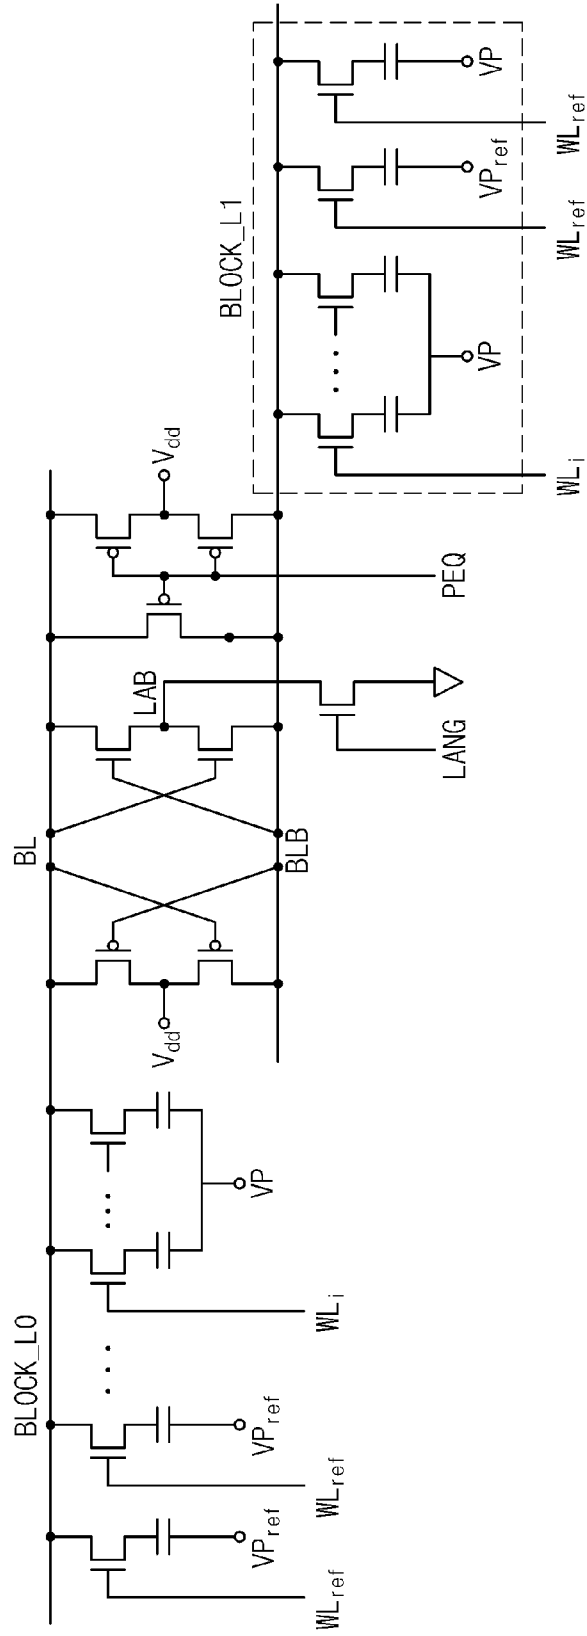 BLOCK_L0
WLref
VPref
WLref
VPref
...
WLi
...
VP
Vdd
BL
BLB
LAB
LANG
PEQ
Vdd
BLOCK_L1
WLi
...
VP
WLref
VPref
WLref
VP